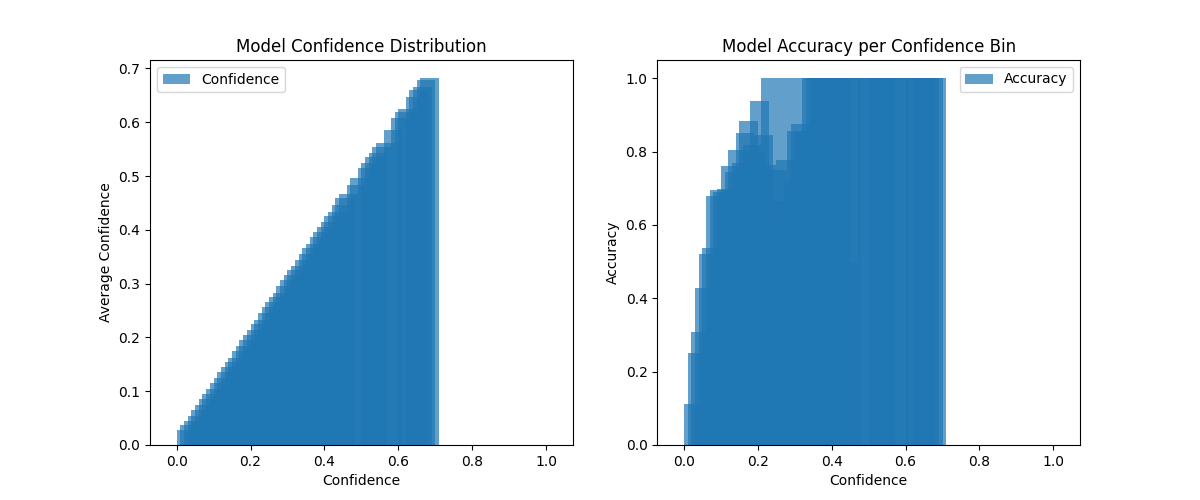 Model Confidence Distribution
Confidence
0.7
0.6
0.5
0.4
0.3
0.2
0.1
0.0
Average Confidence
0.0 0.2 0.4 0.6 0.8 1.0
Confidence
Model Accuracy per Confidence Bin
Accuracy
1.0
0.8
0.6
0.4
0.2
0.0
Accuracy
0.0 0.2 0.4 0.6 0.8 1.0
Confidence